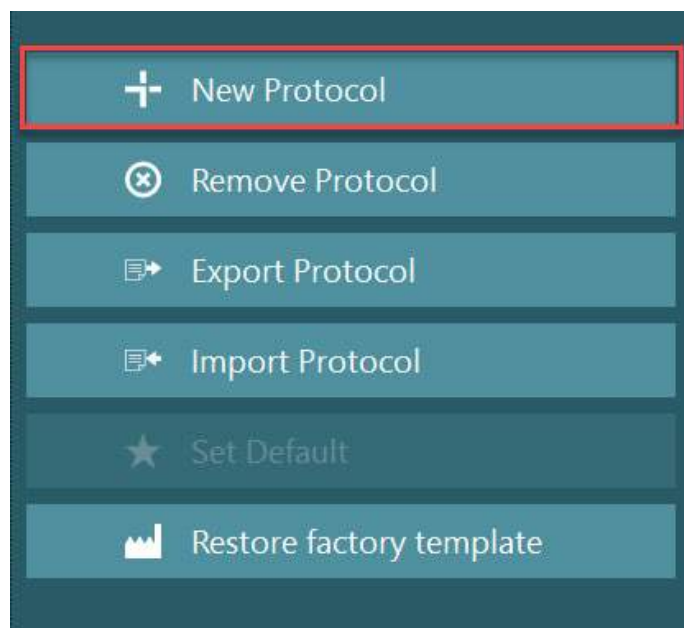 New Protocol
Remove Protocol
Export Protocol
Import Protocol
Set Default
Restore factory template